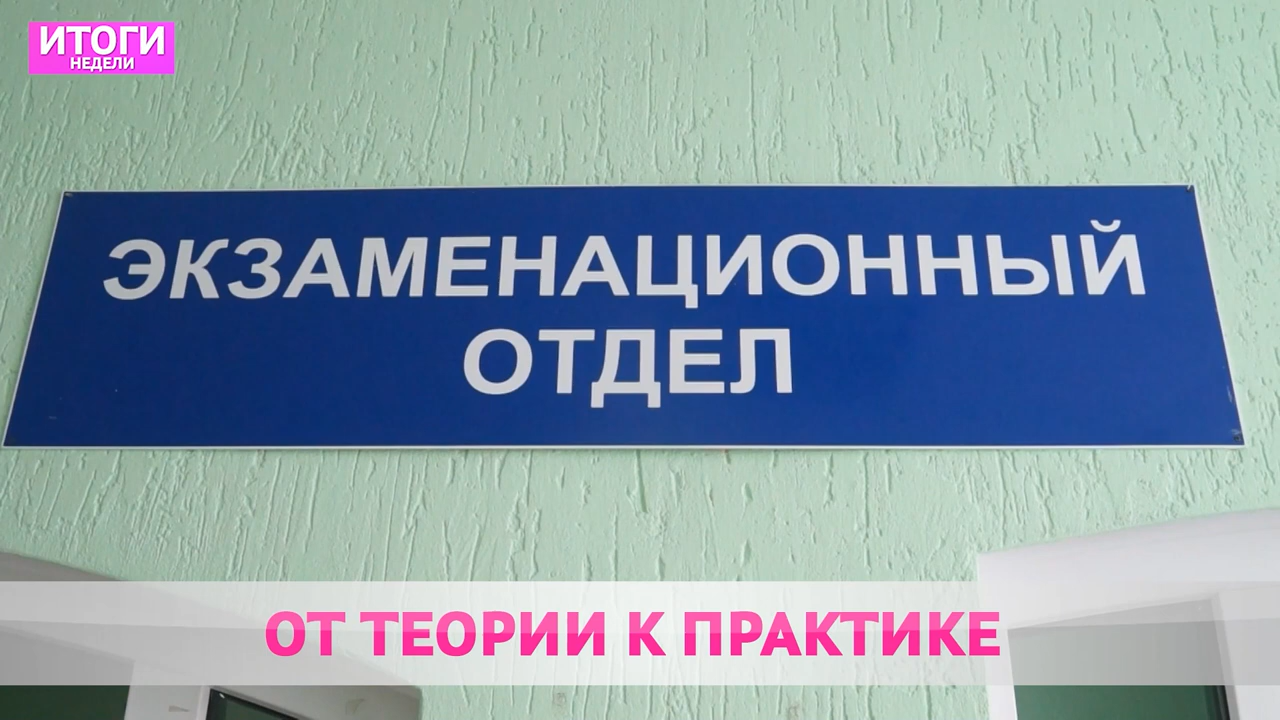 ИТОГИ
НЕДЕЛИ
ЭКЗАМЕНАЦИОННЫЙ
ОТДЕЛ
ОТ ТЕОРИИ К ПРАКТИКЕ